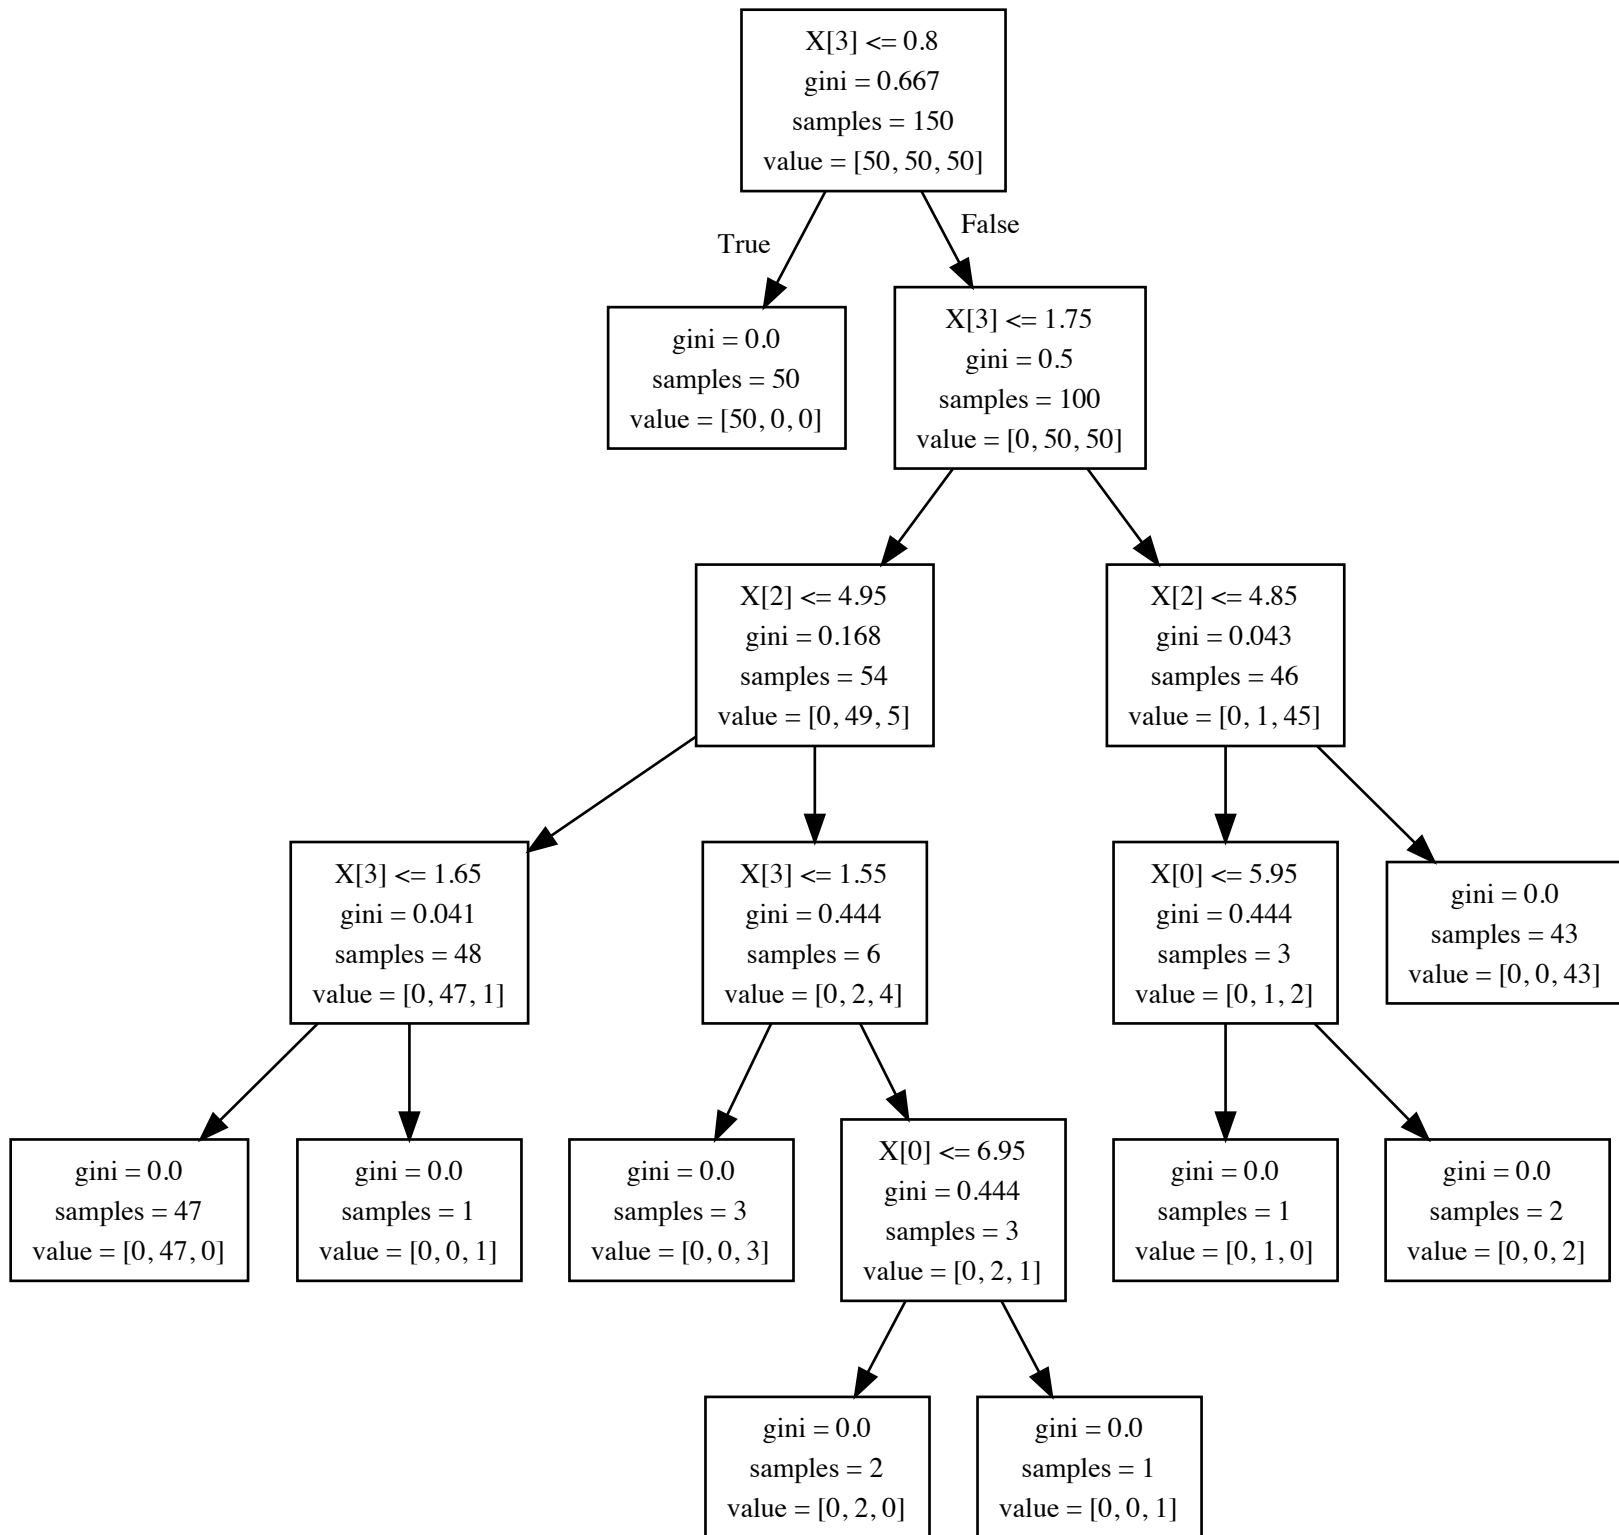 X[3] <= 0.8
gini = 0.667
samples = 150
value = [50, 50, 50]
True
False
gini = 0.0
samples = 50
value = [50, 0, 0]
X[3] <= 1.75
gini = 0.5
samples = 100
value = [0, 50, 50]
X[2] <= 4.95
gini = 0.168
samples = 54
value = [0, 49, 5]
X[2] <= 4.85
gini = 0.043
samples = 46
value = [0, 1, 45]
X[3] <= 1.65
gini = 0.041
samples = 48
value = [0, 47, 1]
X[3] <= 1.55
gini = 0.444
samples = 6
value = [0, 2, 4]
X[0] <= 5.95
gini = 0.444
samples = 3
value = [0, 1, 2]
gini = 0.0
samples = 43
value = [0, 0, 43]
gini = 0.0
samples = 47
value = [0, 47, 0]
gini = 0.0
samples = 1
value = [0, 0, 1]
gini = 0.0
samples = 3
value = [0, 0, 3]
X[0] <= 6.95
gini = 0.444
samples = 3
value = [0, 2, 1]
gini = 0.0
samples = 1
value = [0, 1, 0]
gini = 0.0
samples = 2
value = [0, 0, 2]
gini = 0.0
samples = 2
value = [0, 2, 0]
gini = 0.0
samples = 1
value = [0, 0, 1]